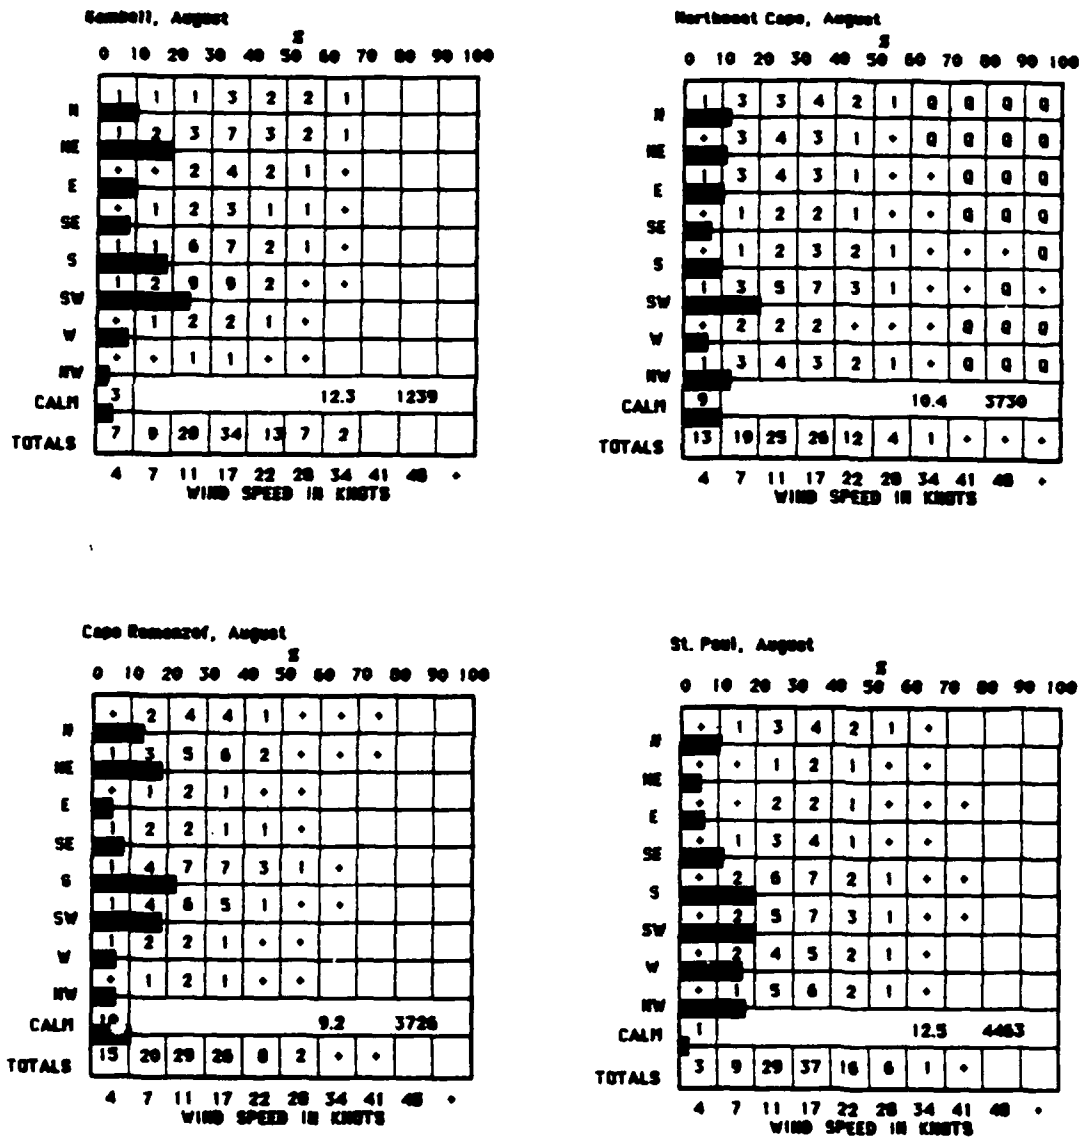 Kembell, August
%
0 10 20 30 40 50 60 70 80 90 100
N 1 1 1 3 2 2 1
NE 1 2 3 7 3 2 1
E + + 2 4 2 1 +
SE + 1 2 3 1 1 +
S 1 1 6 7 2 1 +
SW 1 2 9 9 2 + +
W + 1 2 2 1 +
NW + + 1 1 + +
CALM 3 12.3 1239
TOTALS 7 9 28 34 13 7 2
4 7 11 17 22 28 34 41 48 +
WIND SPEED IN KNOTS
Northeast Cape, August
%
0 10 20 30 40 50 60 70 80 90 100
N 1 3 3 4 2 1 0 0 0 0
NE + 3 4 3 1 + 0 0 0 0
E 1 3 4 3 1 + + 0 0 0
SE + 1 2 2 1 + + 0 0 0
S + 1 2 3 2 1 + + + 0
SW 1 3 5 7 3 1 + + 0 +
W + 2 2 2 + + + 0 0 0
NW 1 3 4 3 2 1 + 0 0 0
CALM 9 10.4 3730
TOTALS 13 19 25 26 12 4 1 + + +
4 7 11 17 22 28 34 41 48 +
WIND SPEED IN KNOTS
Cape Romanzof, August
%
0 10 20 30 40 50 60 70 80 90 100
N + 2 4 4 1 + + +
NE 1 3 5 6 2 + + +
E + 1 2 1 + +
SE 1 2 2 1 1 +
S 1 4 7 7 3 1 +
SW 1 4 6 5 1 + +
W 1 2 2 1 + +
NW + 1 2 1 + +
CALM 10 9.2 3726
TOTALS 15 20 29 26 8 2 + +
4 7 11 17 22 28 34 41 48 +
WIND SPEED IN KNOTS
St. Paul, August
%
0 10 20 30 40 50 60 70 80 90 100
N + 1 3 4 2 1 +
NE + + 1 2 1 + +
E + + 2 2 1 + + +
SE + 1 3 4 1 + +
S + 2 6 7 2 1 + +
SW + 2 5 7 3 1 + +
W + 2 4 5 2 1 +
NW + 1 5 6 2 1 +
CALM 1 12.5 4463
TOTALS 3 9 29 37 16 6 1 +
4 7 11 17 22 28 34 41 48 +
WIND SPEED IN KNOTS